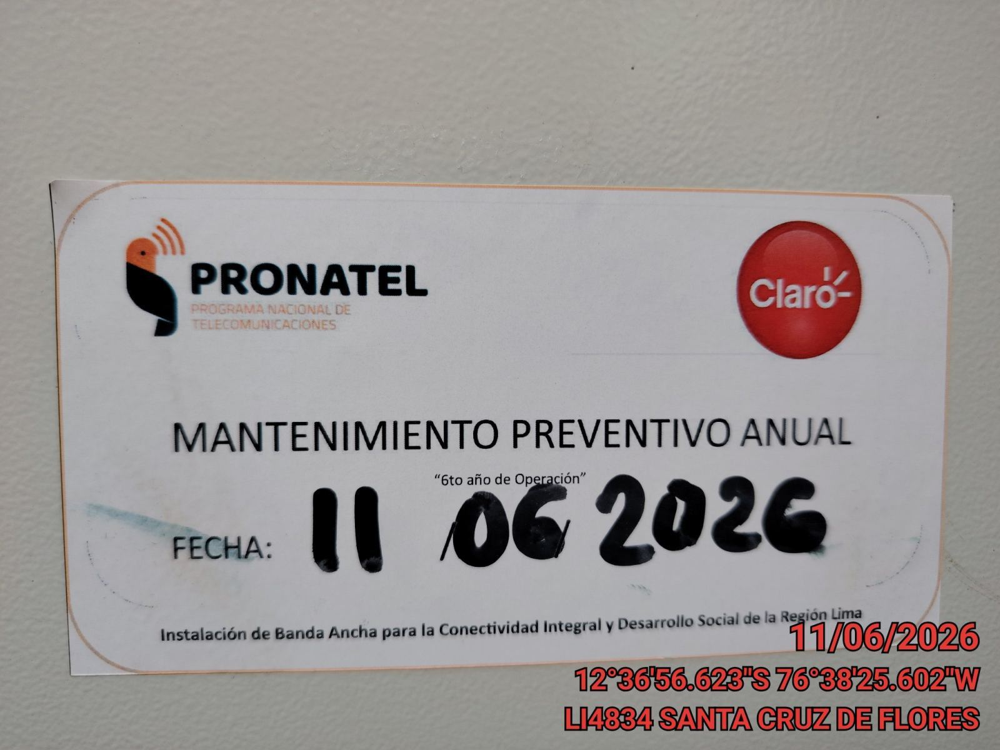 PRONATEL
PROGRAMA NACIONAL DE
TELECOMUNICACIONES
Claro
MANTENIMIENTO PREVENTIVO ANUAL
“6to año de Operación”
FECHA: 11 /06/ 2026
Instalación de Banda Ancha para la Conectividad Integral y Desarrollo Social de la Región Lima
11/06/2026
12°36'56.623"S 76°38'25.602"W
LI4834 SANTA CRUZ DE FLORES